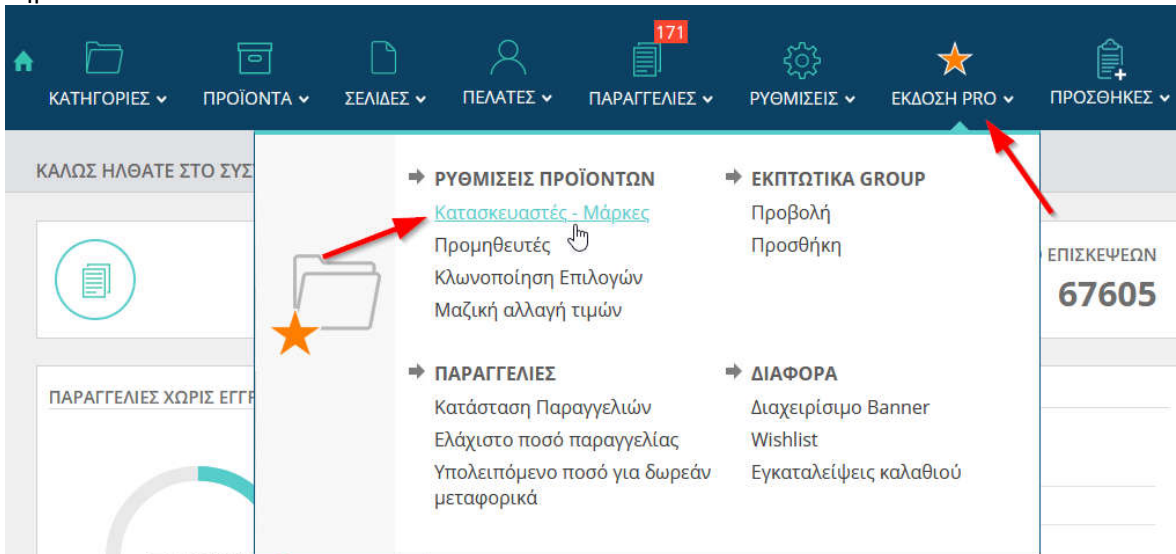 171
ΚΑΤΗΓΟΡΙΕΣ ΠΡΟΪΟΝΤΑ ΣΕΛΙΔΕΣ ΠΕΛΑΤΕΣ ΠΑΡΑΓΓΕΛΙΕΣ ΡΥΘΜΙΣΕΙΣ ΕΚΔΟΣΗ PRO ΠΡΟΣΘΗΚΕΣ
ΚΑΛΩΣ ΗΛΘΑΤΕ ΣΤΟ ΣΥΣ
ΡΥΘΜΙΣΕΙΣ ΠΡΟΪΟΝΤΩΝ
Κατασκευαστές - Μάρκες
Προμηθευτές
Κλωνοποίηση Επιλογών
Μαζική αλλαγή τιμών
ΕΚΠΤΩΤΙΚΑ GROUP
Προβολή
Προσθήκη
ΕΠΙΣΚΕΨΕΩΝ
67605
ΠΑΡΑΓΓΕΛΙΕΣ ΧΩΡΙΣ ΕΓΓΡ
ΠΑΡΑΓΓΕΛΙΕΣ
Κατάσταση Παραγγελιών
Ελάχιστο ποσό παραγγελίας
Υπολειπόμενο ποσό για δωρεάν
μεταφορικά
ΔΙΑΦΟΡΑ
Διαχειρίσιμο Banner
Wishlist
Εγκαταλείψεις καλαθιού